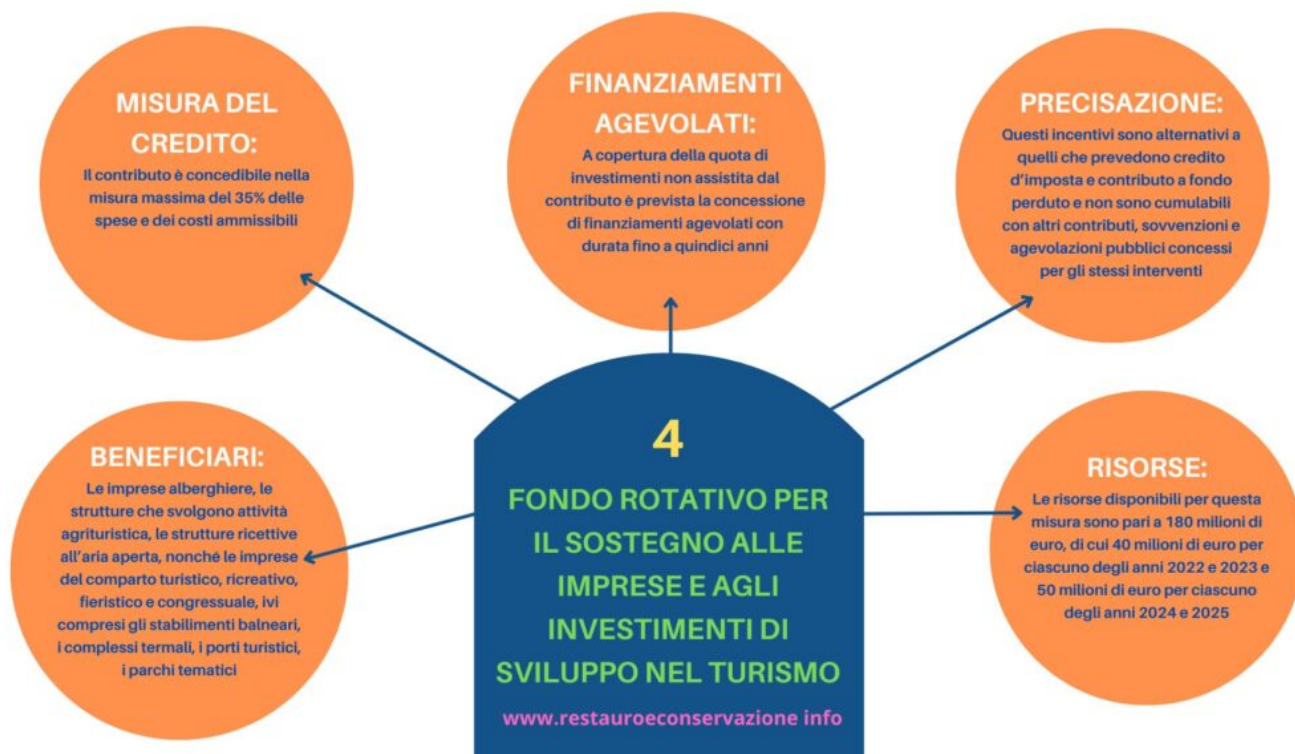 MISURA DEL
CREDITO:
Il contributo è concedibile nella
misura massima del 35% delle
spese e dei costi ammissibili
FINANZIAMENTI
AGEVOLATI:
A copertura della quota di
investimenti non assistita dal
contributo è prevista la concessione
di finanziamenti agevolati con
durata fino a quindici anni
PRECISAZIONE:
Questi incentivi sono alternativi a
quelli che prevedono credito
d’imposta e contributo a fondo
perduto e non sono cumulabili
con altri contributi, sovvenzioni e
agevolazioni pubblici concessi
per gli stessi interventi
BENEFICIARI:
Le imprese alberghiere, le
strutture che svolgono attività
agrituristica, le strutture ricettive
all’aria aperta, nonché le imprese
del comparto turistico, ricreativo,
fieristico e congressuale, ivi
compresi gli stabilimenti balneari,
i complessi termali, i porti turistici,
i parchi tematici
4
FONDO ROTATIVO PER
IL SOSTEGNO ALLE
IMPRESE E AGLI
INVESTIMENTI DI
SVILUPPO NEL TURISMO
www.restauroeconservazione info
RISORSE:
Le risorse disponibili per questa
misura sono pari a 180 milioni di
euro, di cui 40 milioni di euro per
ciascuno degli anni 2022 e 2023 e
50 milioni di euro per ciascuno
degli anni 2024 e 2025